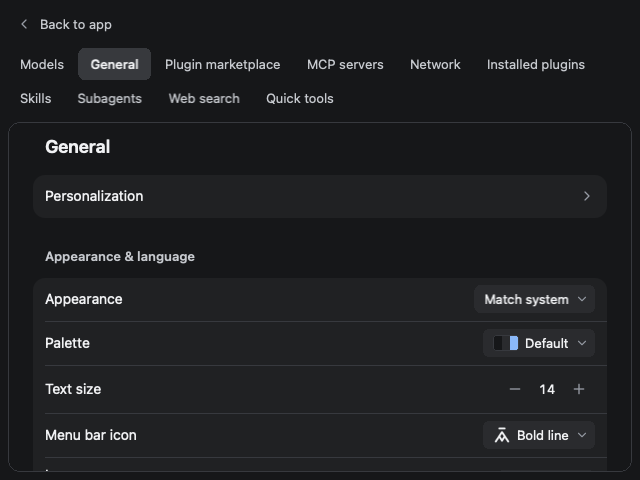 Back to app
Models General Plugin marketplace MCP servers Network Installed plugins
Skills Subagents Web search Quick tools
General
Personalization
Appearance & language
Appearance Match system
Palette Default
Text size 14
Menu bar icon Bold line